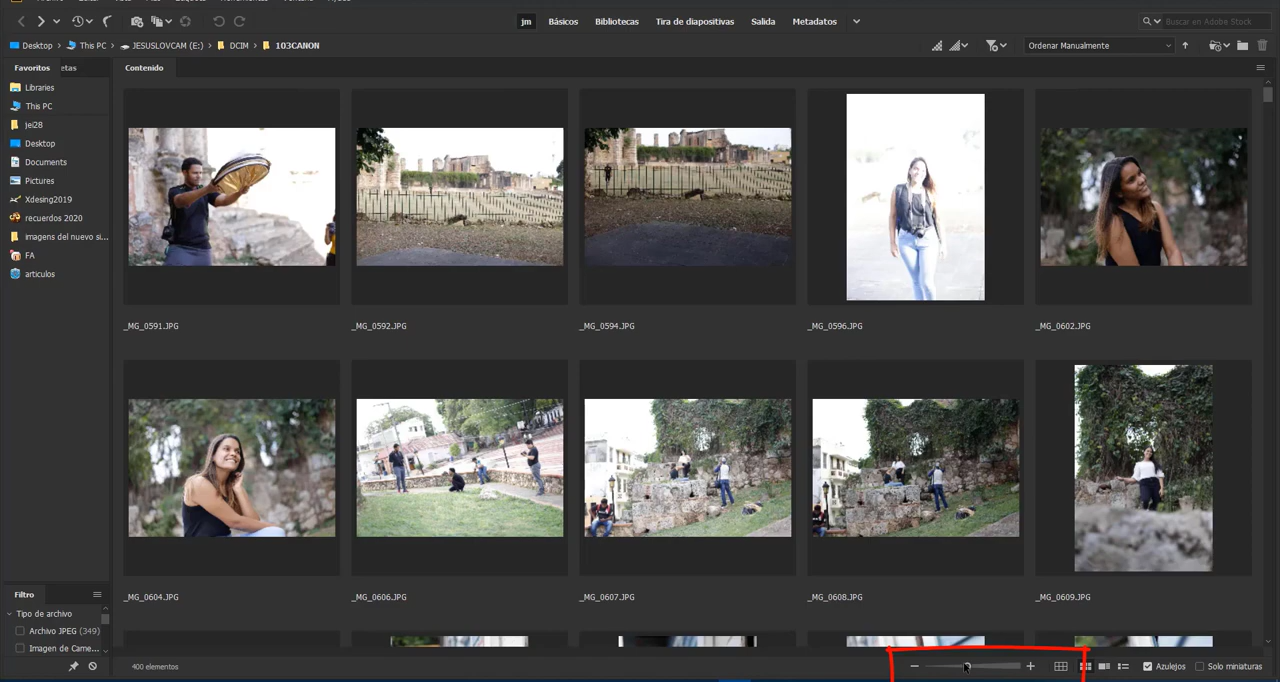 jm Básicos Bibliotecas Tira de diapositivas Salida Metadatos
Buscar en Adobe Stock
Desktop This PC JESUSLOVCAM (E:) DCIM 103CANON
Ordenar Manualmente
Favoritos etas
Contenido
Libraries
This PC
jei28
Desktop
Documents
Pictures
Xdesing2019
recuerdos 2020
imagens del nuevo si...
FA
articulos
_MG_0591.JPG
_MG_0592.JPG
_MG_0594.JPG
_MG_0596.JPG
_MG_0602.JPG
_MG_0604.JPG
_MG_0606.JPG
_MG_0607.JPG
_MG_0608.JPG
_MG_0609.JPG
Filtro
Tipo de archivo
Archivo JPEG (349)
Imagen de Came...
400 elementos
Azulejos
Solo miniaturas